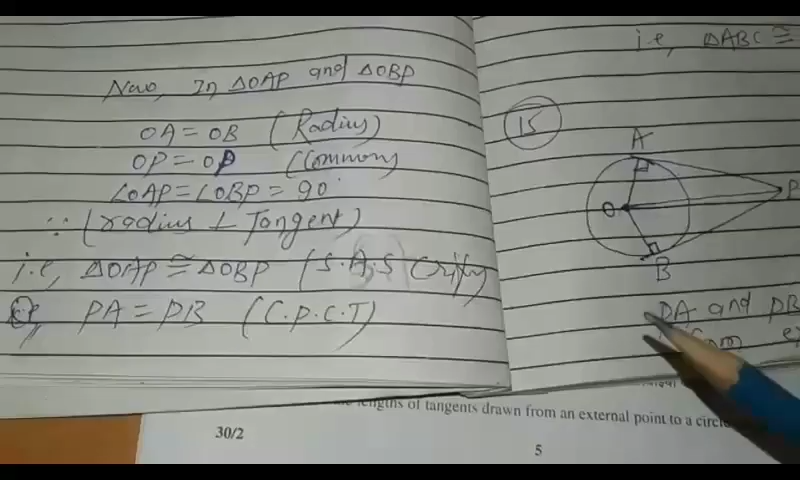 Now, In ΔOAP and ΔOBP
OA = OB (Radius)
OP = OP (Common)
∠OAP = ∠OBP = 90°
∵ (radius ⊥ Tangent)
i.e, ΔOAP ≅ ΔOBP (S.A.S
PA = PB (C.P.C.T)
i.e, ΔABC ≅
15
A
O
P
B
PA and PB
lengths of tangents drawn from an external point to a circle
30/2
5